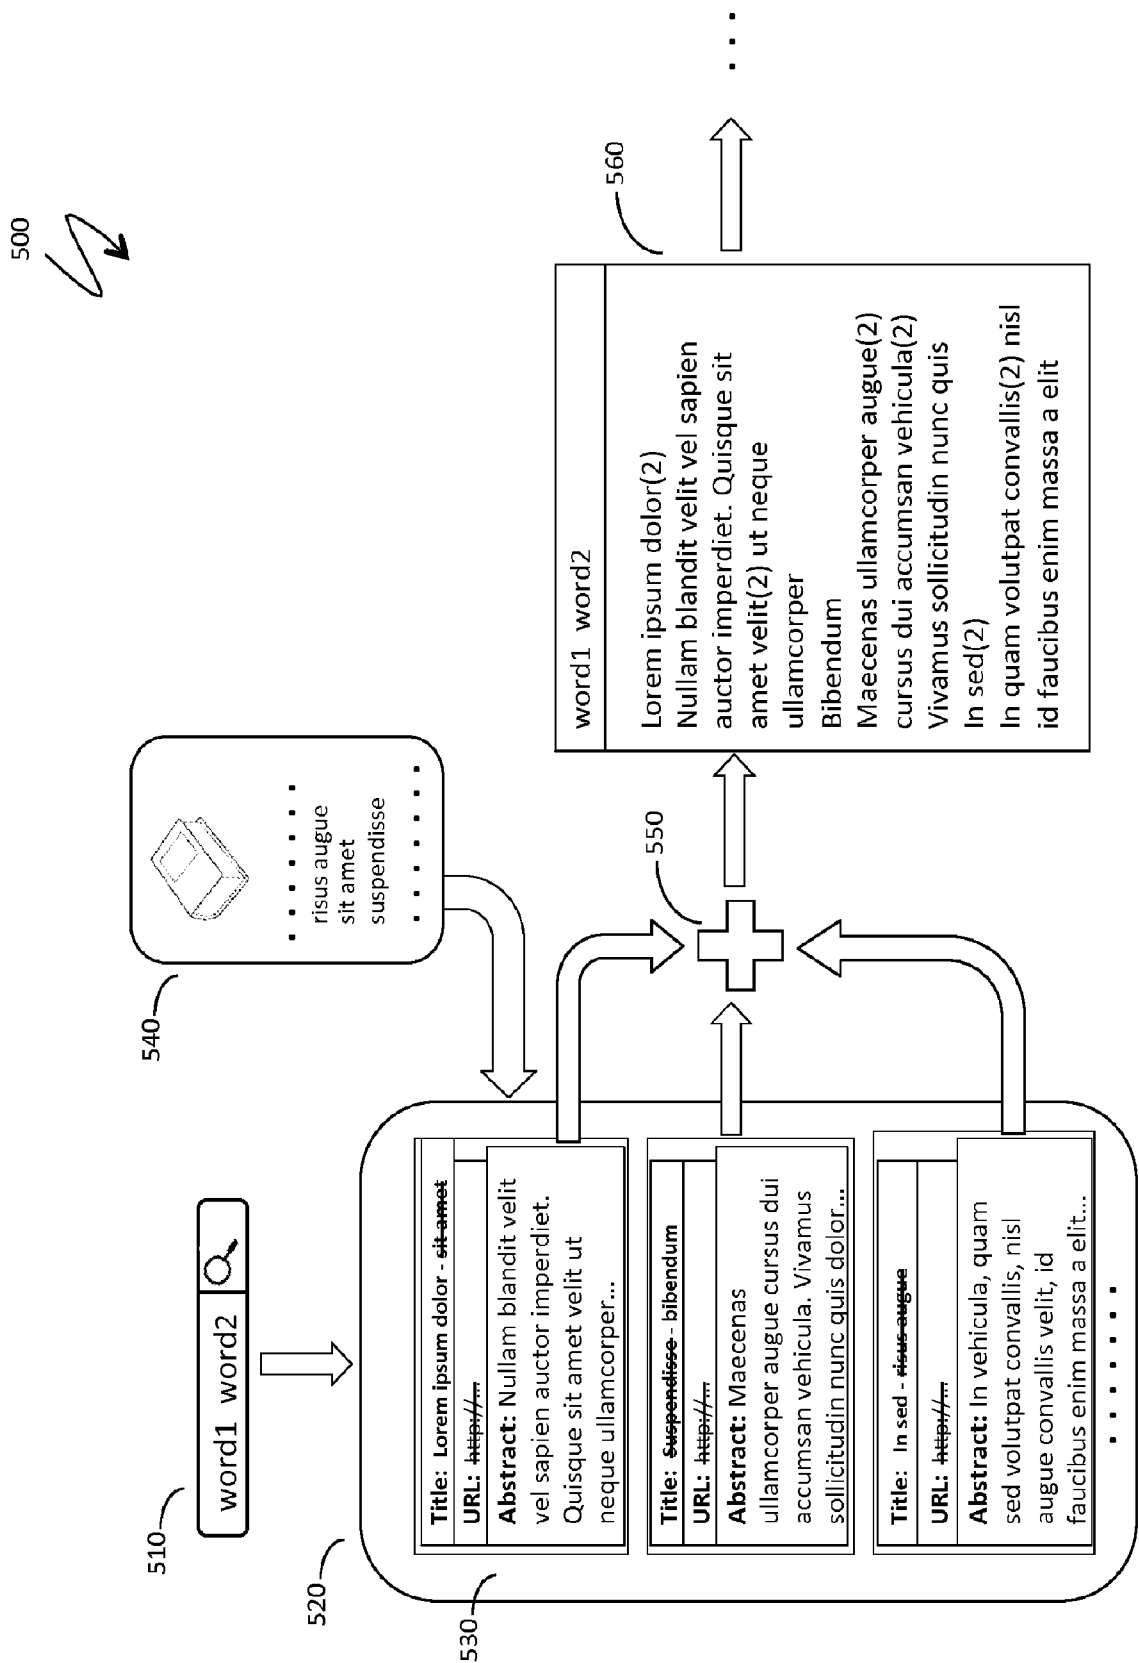 500
510
word1 word2
520
530
Title: Lorem ipsum dolor - sit amet
URL: http://...
Abstract: Nullam blandit velit
vel sapien auctor imperdiet.
Quisque sit amet velit ut
neque ullamcorper...
Title: Suspendisse - bibendum
URL: http://...
Abstract: Maecenas
ullamcorper augue cursus dui
accumsan vehicula. Vivamus
sollicitudin nunc quis dolor...
Title: In sed - risus augue
URL: http://...
Abstract: In vehicula, quam
sed volutpat convallis, nisl
augue convallis velit, id
faucibus enim massa a elit...
.......
540
.......
risus augue
sit amet
suspendisse
.......
550
560
word1 word2
Lorem ipsum dolor(2)
Nullam blandit velit vel sapien
auctor imperdiet. Quisque sit
amet velit(2) ut neque
ullamcorper
Bibendum
Maecenas ullamcorper augue(2)
cursus dui accumsan vehicula(2)
Vivamus sollicitudin nunc quis
In sed(2)
In quam volutpat convallis(2) nisl
id faucibus enim massa a elit
...